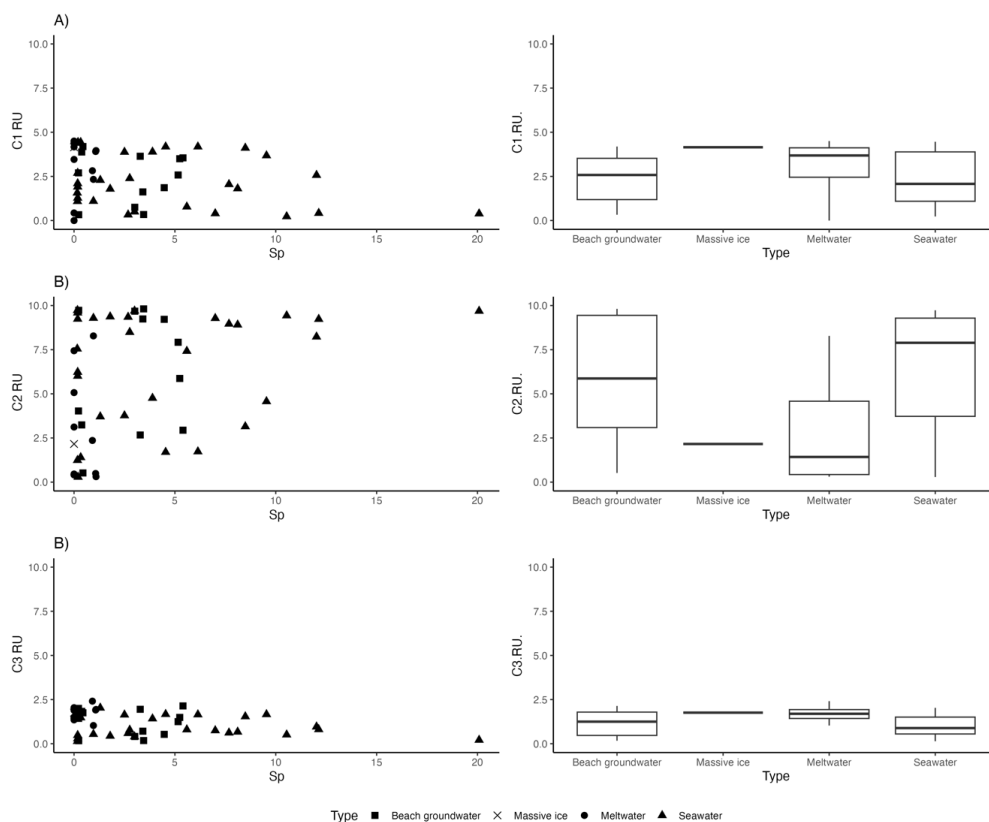 A)
10.0
7.5
5.0
2.5
0.0
C1 RU
0 5 10 15 20
Sp
10.0
7.5
5.0
2.5
0.0
C1.RU.
Beach groundwater Massive ice Meltwater Seawater
Type
B)
10.0
7.5
5.0
2.5
0.0
C2 RU
0 5 10 15 20
Sp
10.0
7.5
5.0
2.5
0.0
C2.RU.
Beach groundwater Massive ice Meltwater Seawater
Type
B)
10.0
7.5
5.0
2.5
0.0
C3 RU
0 5 10 15 20
Sp
10.0
7.5
5.0
2.5
0.0
C3.RU.
Beach groundwater Massive ice Meltwater Seawater
Type
Type Beach groundwater Massive ice Meltwater Seawater